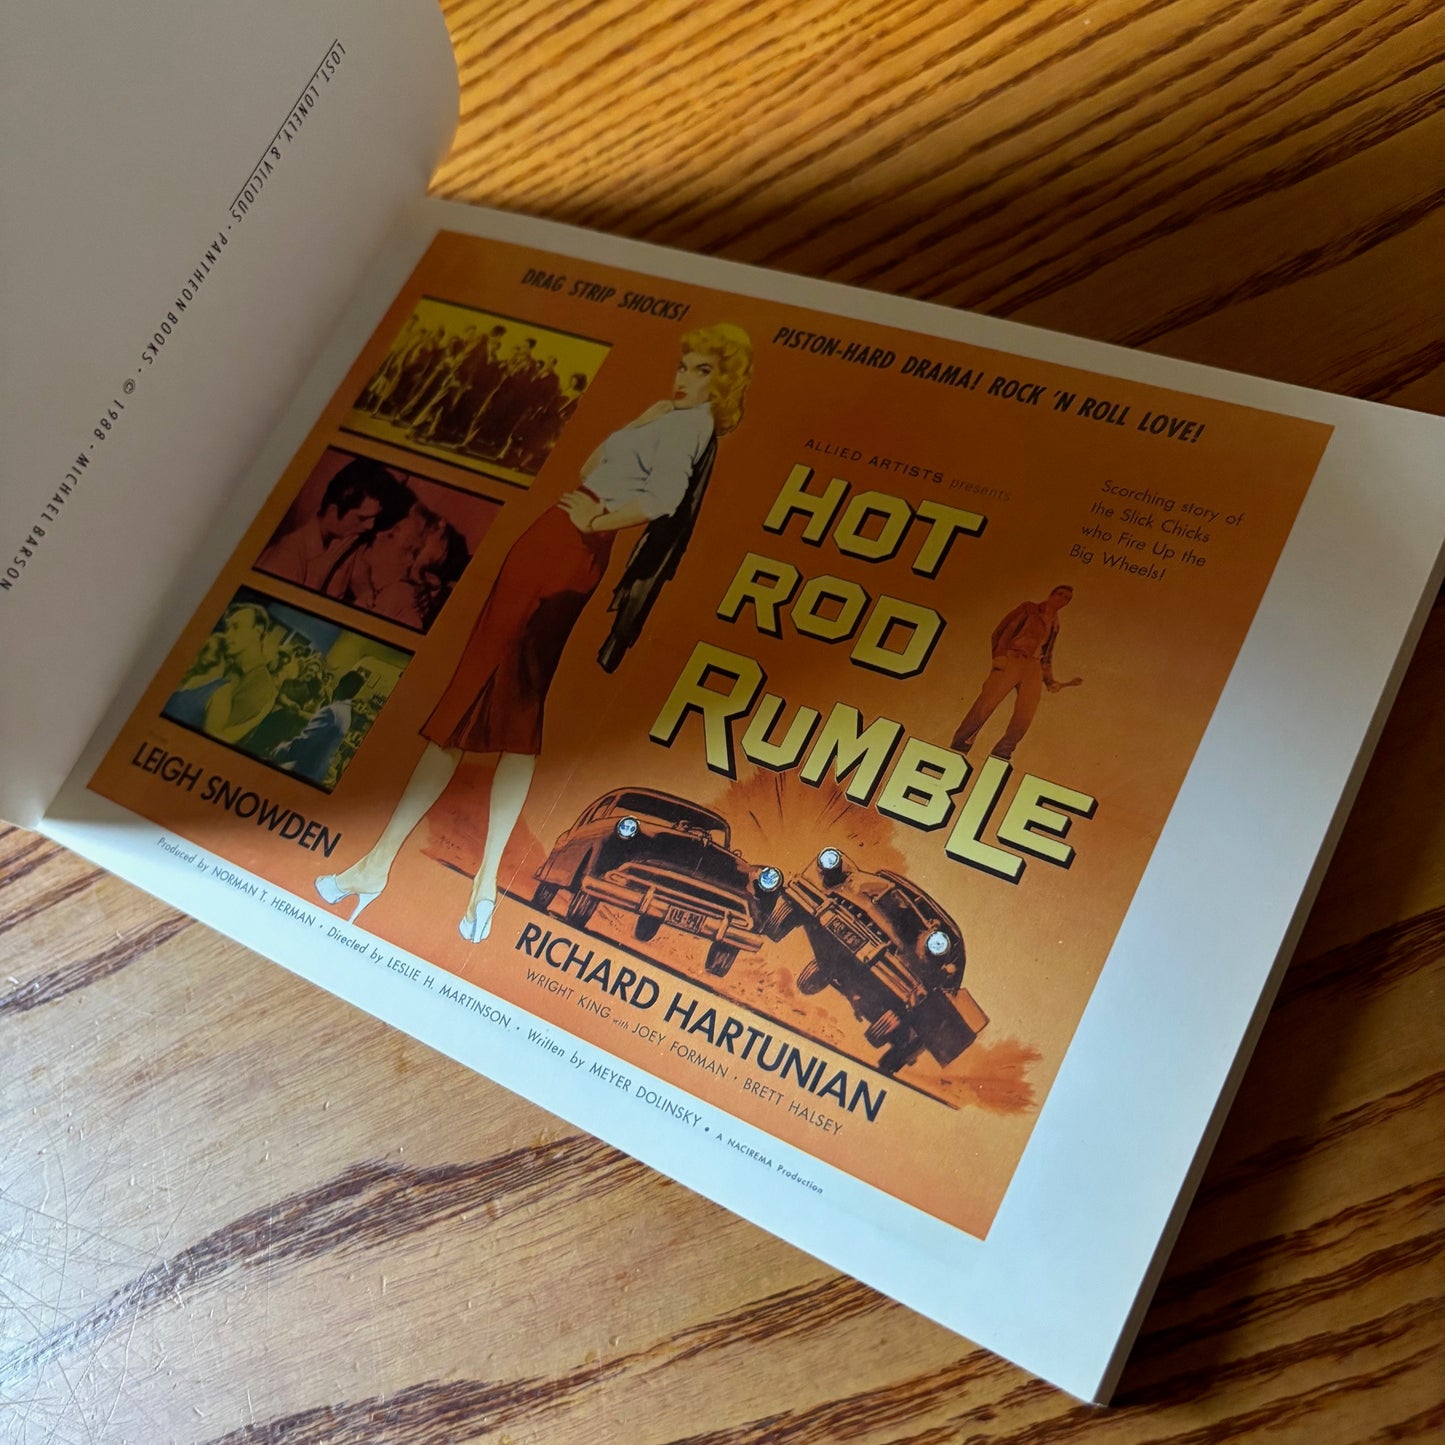 LOST, LONELY, & VICIOUS • PANTHEON BOOKS • © 1988 • MICHAEL BARSON
DRAG STRIP SHOCKS!
PISTON-HARD DRAMA! ROCK 'N ROLL LOVE!
ALLIED ARTISTS presents
HOT
ROD
RUMBLE
Scorching story of
the Slick Chicks
who Fire Up the
Big Wheels!
LEIGH SNOWDEN
RICHARD HARTUNIAN
WRIGHT KING with JOEY FORMAN • BRETT HALSEY
Produced by NORMAN T. HERMAN • Directed by LESLIE H. MARTINSON • Written by MEYER DOLINSKY • A NACIREMA Production